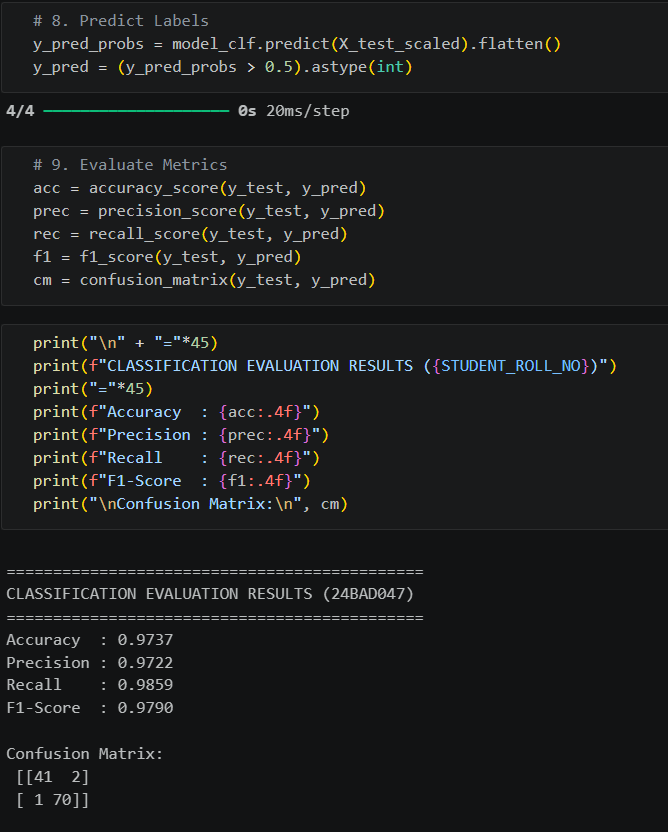 # 8. Predict Labels
y_pred_probs = model_clf.predict(X_test_scaled).flatten()
y_pred = (y_pred_probs > 0.5).astype(int)
4/4 ━━━━━━━━━━━━━━━━━━━━ 0s 20ms/step
# 9. Evaluate Metrics
acc = accuracy_score(y_test, y_pred)
prec = precision_score(y_test, y_pred)
rec = recall_score(y_test, y_pred)
f1 = f1_score(y_test, y_pred)
cm = confusion_matrix(y_test, y_pred)
print("\n" + "="*45)
print(f"CLASSIFICATION EVALUATION RESULTS ({STUDENT_ROLL_NO})")
print("="*45)
print(f"Accuracy  : {acc:.4f}")
print(f"Precision : {prec:.4f}")
print(f"Recall    : {rec:.4f}")
print(f"F1-Score  : {f1:.4f}")
print("\nConfusion Matrix:\n", cm)
=============================================
CLASSIFICATION EVALUATION RESULTS (24BAD047)
=============================================
Accuracy  : 0.9737
Precision : 0.9722
Recall    : 0.9859
F1-Score  : 0.9790
Confusion Matrix:
[[41  2]
[ 1 70]]